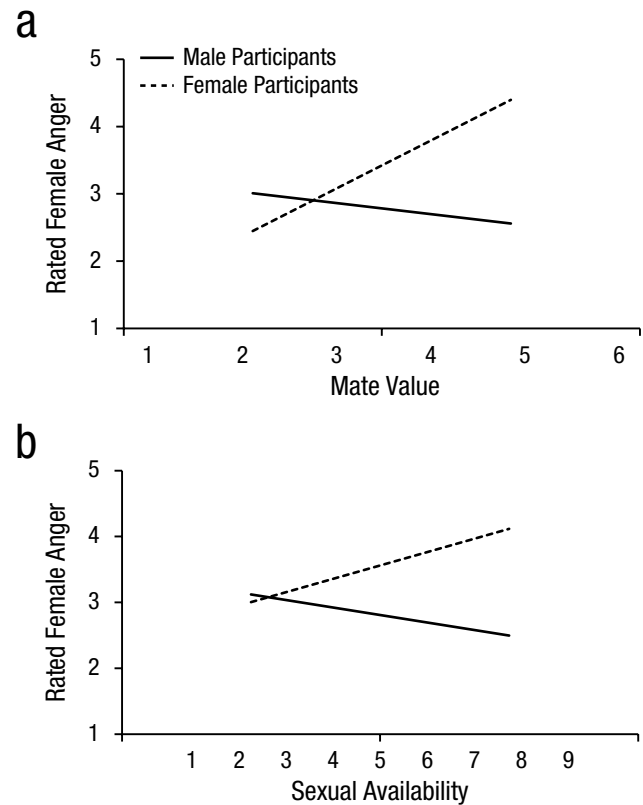 a
5
Male Participants
Female Participants
4
3
2
1
Rated Female Anger
1 2 3 4 5 6
Mate Value
b
5
4
3
2
1
Rated Female Anger
1 2 3 4 5 6 7 8 9
Sexual Availability